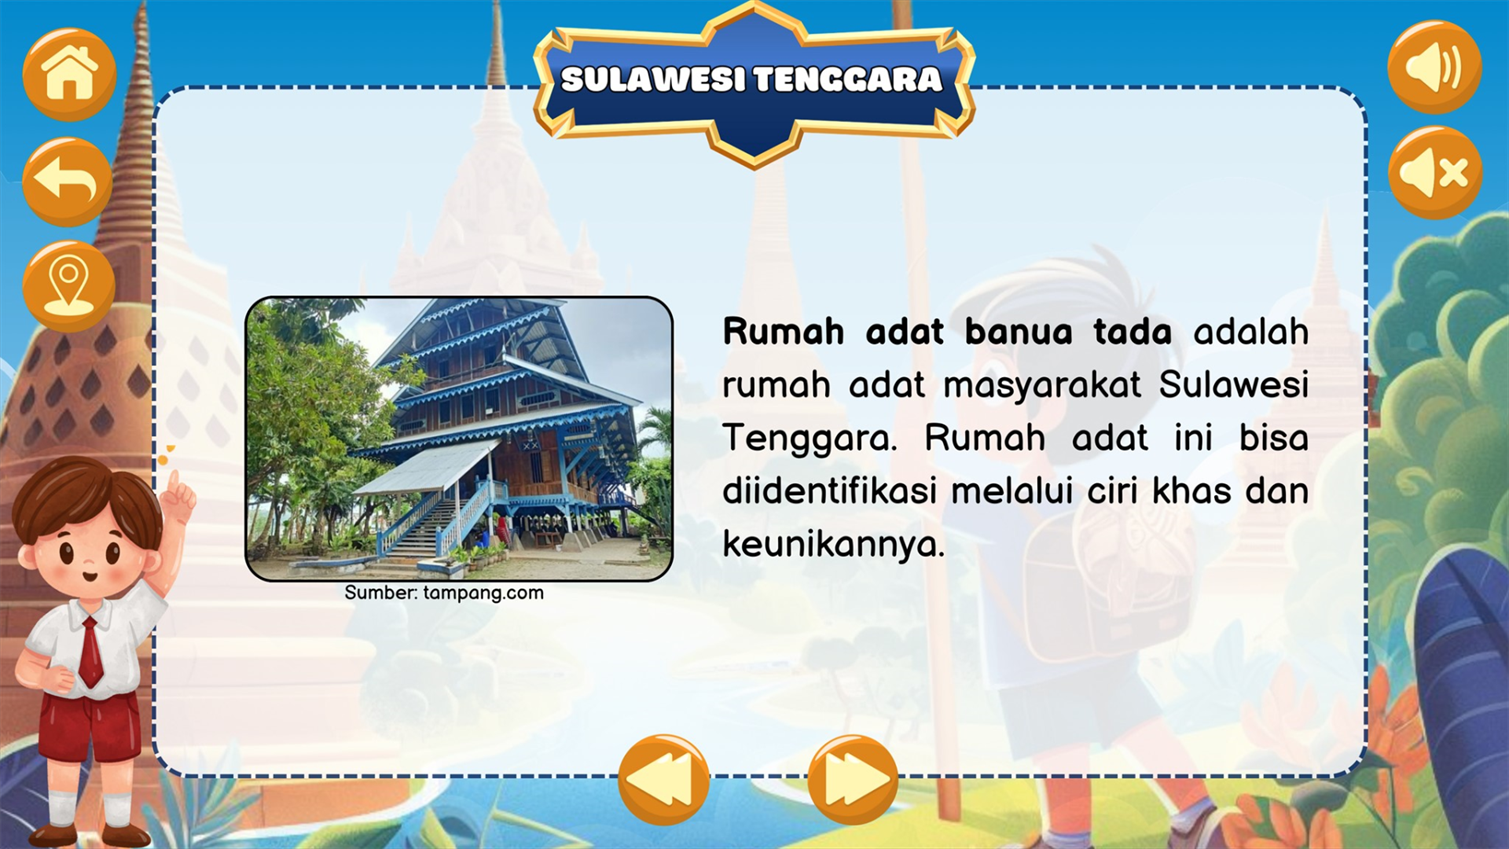 SULAWESI TENGGARA
Rumah adat banua tada adalah
rumah adat masyarakat Sulawesi
Tenggara. Rumah adat ini bisa
diidentifikasi melalui ciri khas dan
keunikannya.
Sumber: tampang.com